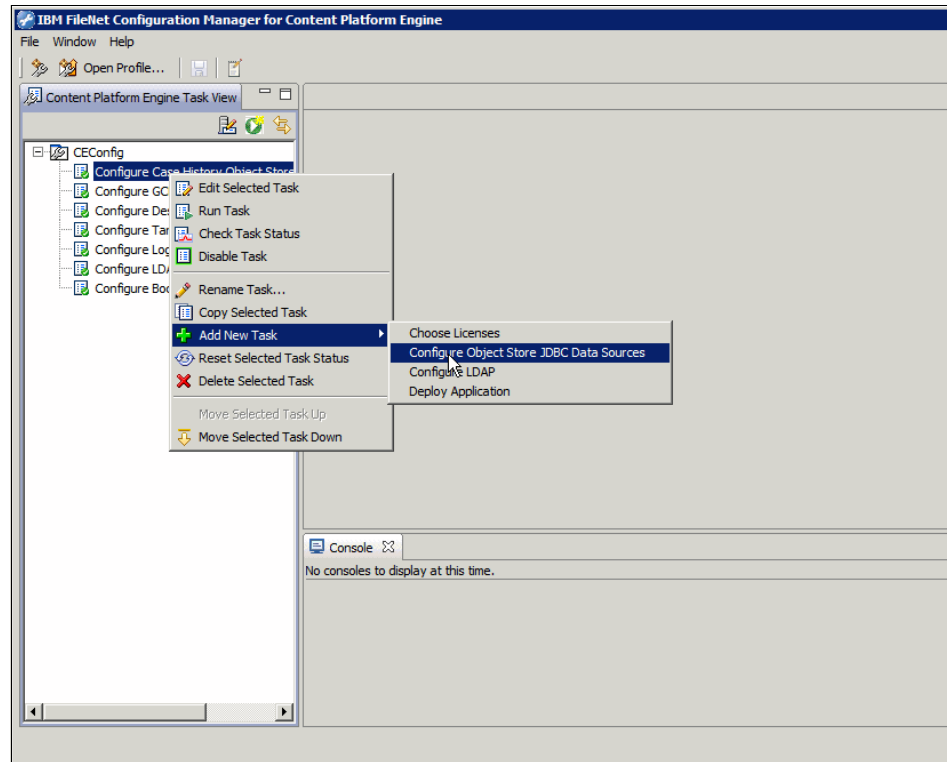 IBM FileNet Configuration Manager for Content Platform Engine
File Window Help
Open Profile...
Content Platform Engine Task View
CEConfig
Configure Case History Object Store
Configure GC
Configure Des
Configure Tar
Configure Log
Configure LDA
Configure Boo
Edit Selected Task
Run Task
Check Task Status
Disable Task
Rename Task...
Copy Selected Task
Add New Task
Reset Selected Task Status
Delete Selected Task
Move Selected Task Up
Move Selected Task Down
Choose Licenses
Configure Object Store JDBC Data Sources
Configure LDAP
Deploy Application
Console
No consoles to display at this time.